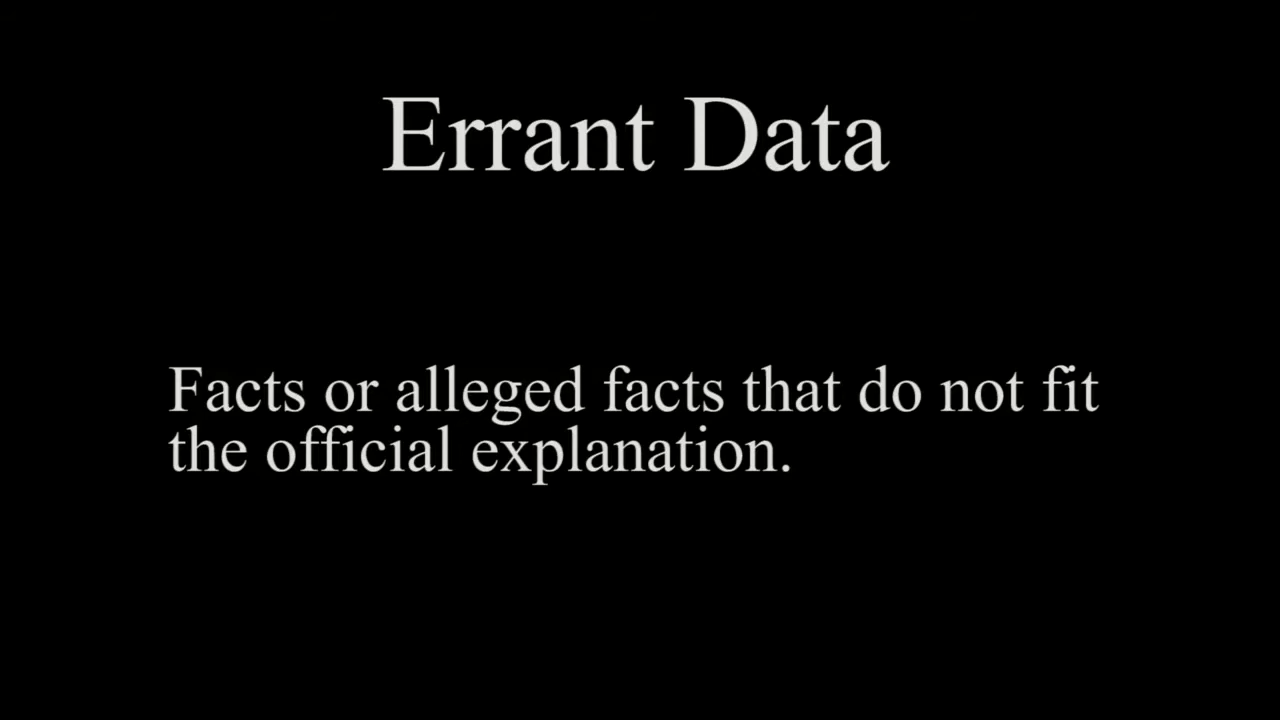 Errant Data
Facts or alleged facts that do not fit
the official explanation.